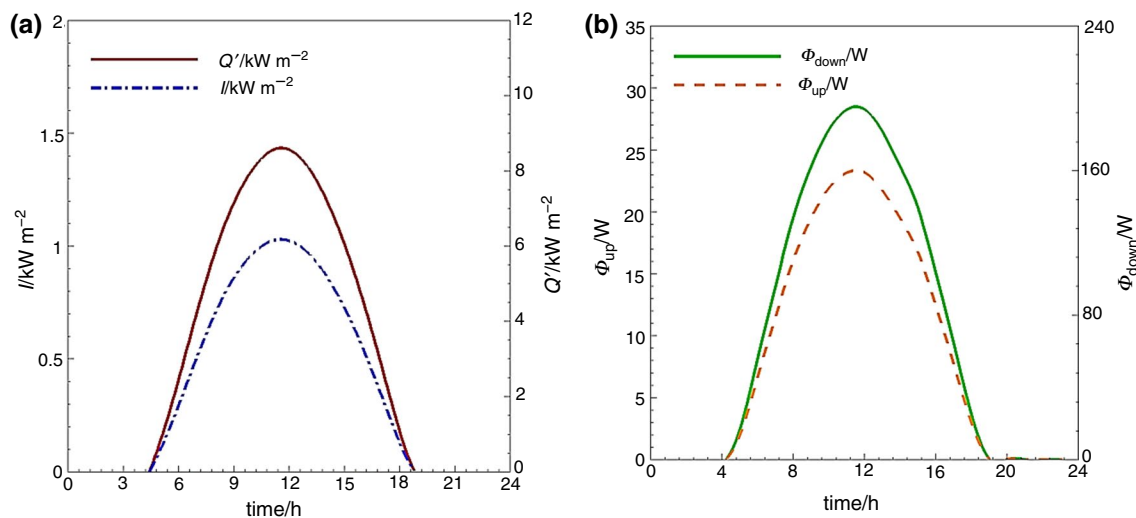 (a)
2
1.5
1
0.5
0
I/kW m⁻²
Q′/kW m⁻²
I/kW m⁻²
12
10
8
6
4
2
0
Q′/kW m⁻²
0 3 6 9 12 15 18 21 24
time/h
(b)
35
30
25
20
15
10
5
0
Φup/W
Φdown/W
Φup/W
240
160
80
0
Φdown/W
0 4 8 12 16 20 24
time/h